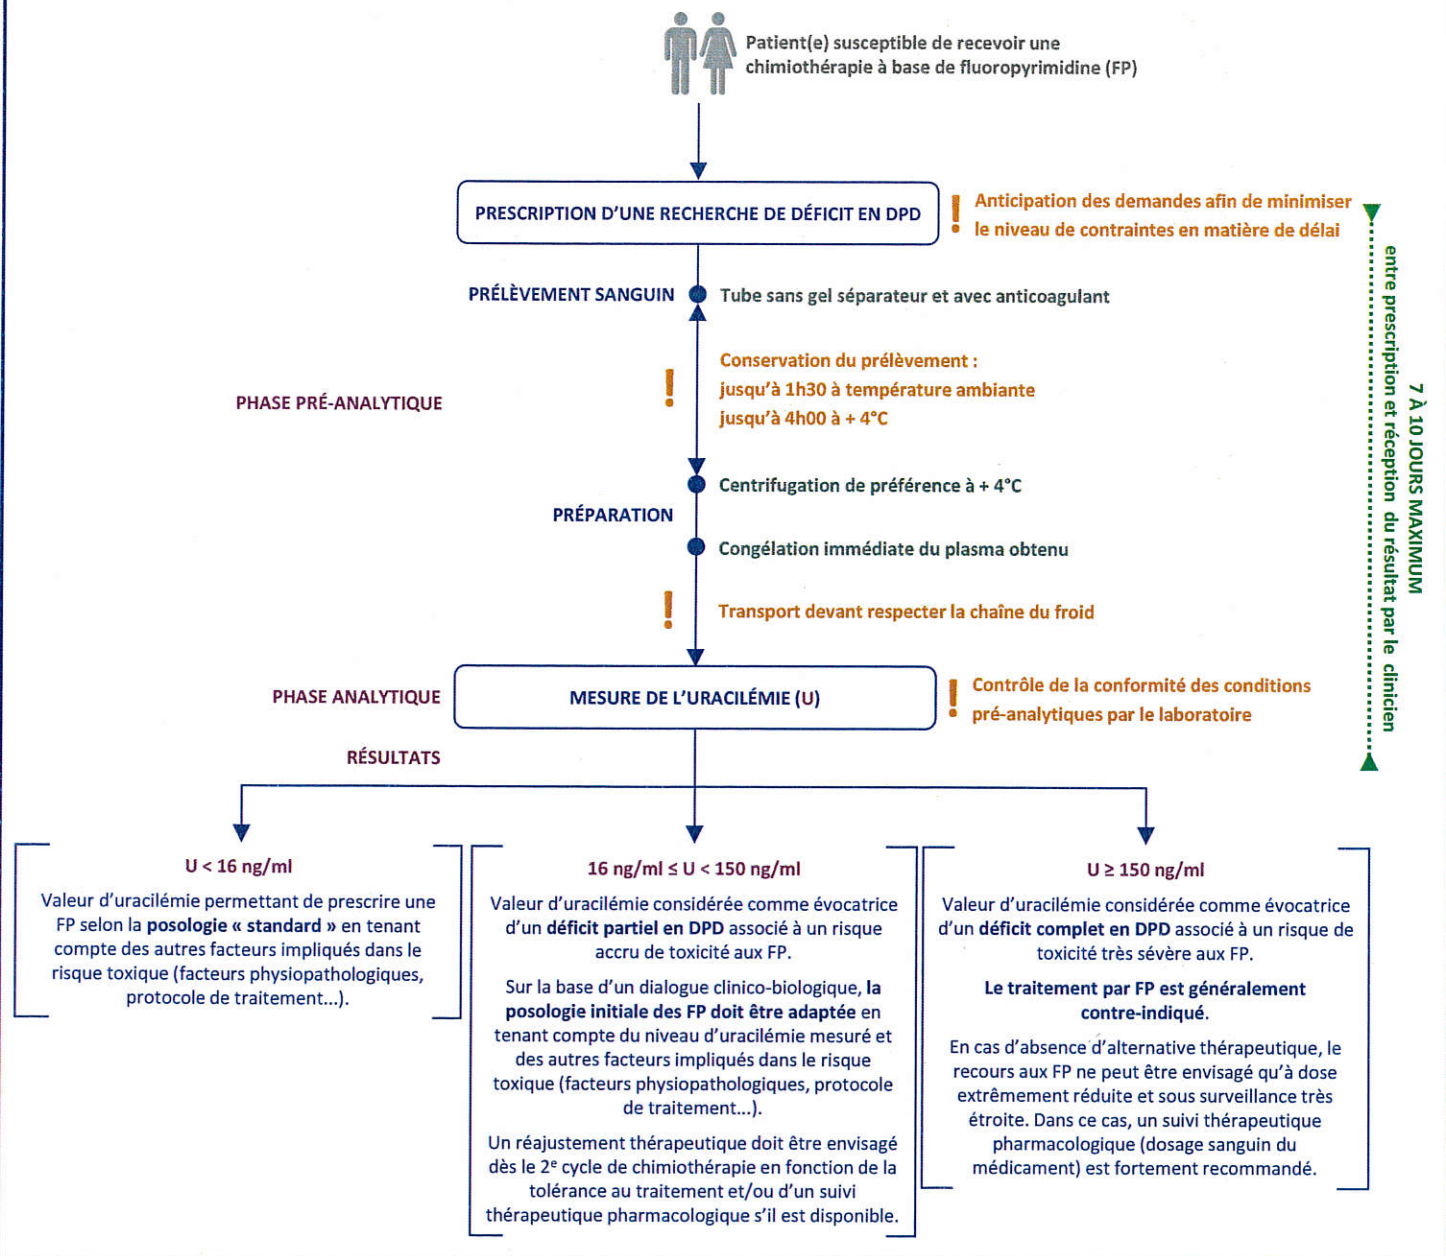 Patient(e) susceptible de recevoir une
chimiothérapie à base de fluoropyrimidine (FP)
PRESCRIPTION D'UNE RECHERCHE DE DÉFICIT EN DPD
! Anticipation des demandes afin de minimiser
le niveau de contraintes en matière de délai
PRÉLÈVEMENT SANGUIN
Tube sans gel séparateur et avec anticoagulant
PHASE PRÉ-ANALYTIQUE
! Conservation du prélèvement :
jusqu'à 1h30 à température ambiante
jusqu'à 4h00 à + 4°C
Centrifugation de préférence à + 4°C
PRÉPARATION
Congélation immédiate du plasma obtenu
! Transport devant respecter la chaîne du froid
PHASE ANALYTIQUE
MESURE DE L'URACILÉMIE (U)
! Contrôle de la conformité des conditions
pré-analytiques par le laboratoire
7 À 10 JOURS MAXIMUM
entre prescription et réception du résultat par le clinicien
RÉSULTATS
U < 16 ng/ml
Valeur d'uracilémie permettant de prescrire une
FP selon la posologie « standard » en tenant
compte des autres facteurs impliqués dans le
risque toxique (facteurs physiopathologiques,
protocole de traitement...).
16 ng/ml ≤ U < 150 ng/ml
Valeur d'uracilémie considérée comme évocatrice
d'un déficit partiel en DPD associé à un risque
accru de toxicité aux FP.
Sur la base d'un dialogue clinico-biologique, la
posologie initiale des FP doit être adaptée en
tenant compte du niveau d'uracilémie mesuré et
des autres facteurs impliqués dans le risque
toxique (facteurs physiopathologiques, protocole
de traitement...).
Un réajustement thérapeutique doit être envisagé
dès le 2e cycle de chimiothérapie en fonction de la
tolérance au traitement et/ou d'un suivi
thérapeutique pharmacologique s'il est disponible.
U ≥ 150 ng/ml
Valeur d'uracilémie considérée comme évocatrice
d'un déficit complet en DPD associé à un risque de
toxicité très sévère aux FP.
Le traitement par FP est généralement
contre-indiqué.
En cas d'absence d'alternative thérapeutique, le
recours aux FP ne peut être envisagé qu'à dose
extrêmement réduite et sous surveillance très
étroite. Dans ce cas, un suivi thérapeutique
pharmacologique (dosage sanguin du
médicament) est fortement recommandé.